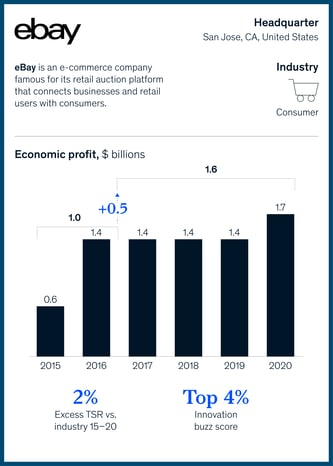 ebay
Headquarter
San Jose, CA, United States
eBay is an e-commerce company
famous for its retail auction platform
that connects businesses and retail
users with consumers.
Industry
Consumer
Economic profit, $ billions
1.6
1.0
+0.5
0.6
1.4
1.4
1.4
1.4
1.7
2015
2016
2017
2018
2019
2020
2%
Excess TSR vs.
industry 15–20
Top 4%
Innovation
buzz score